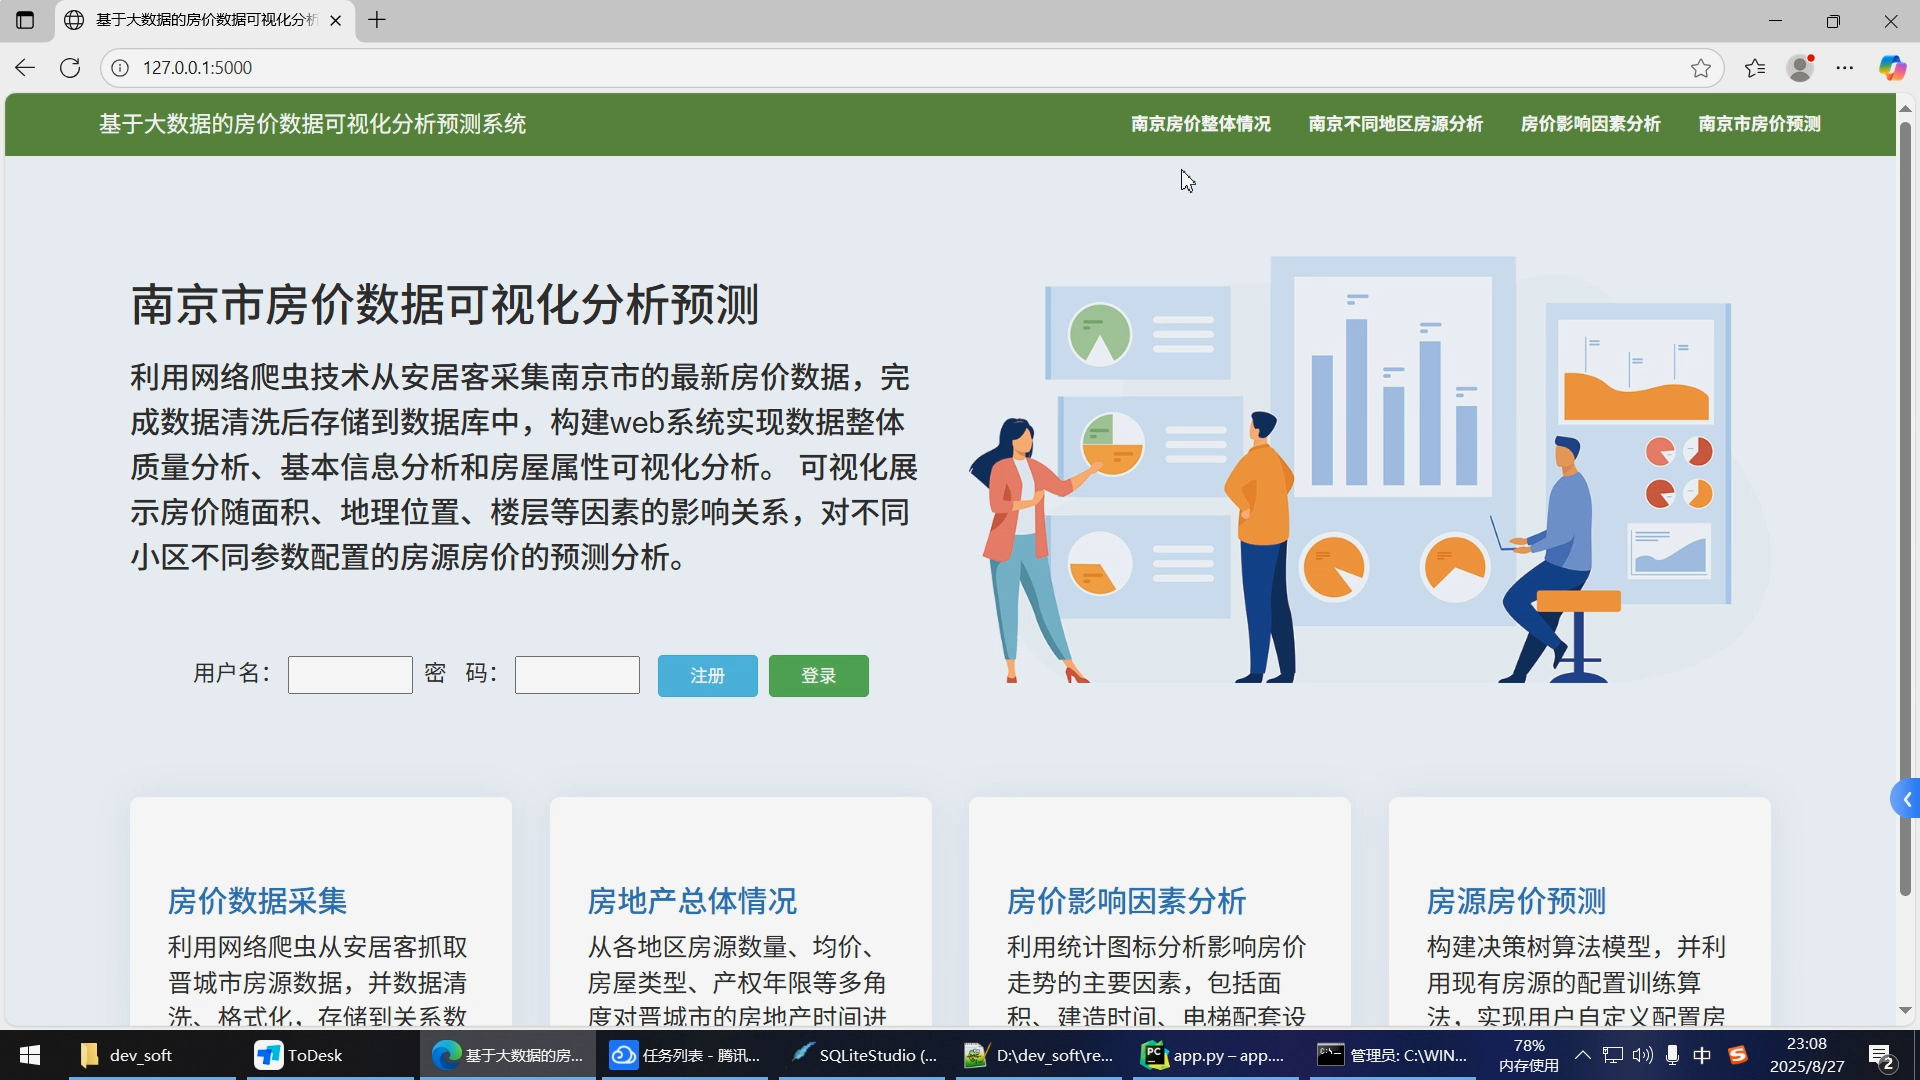 基于大数据的房价数据可视化分析
127.0.0.1:5000
基于大数据的房价数据可视化分析预测系统
南京房价整体情况
南京不同地区房源分析
房价影响因素分析
南京市房价预测
南京市房价数据可视化分析预测
利用网络爬虫技术从安居客采集南京市的最新房价数据，完
成数据清洗后存储到数据库中，构建web系统实现数据整体
质量分析、基本信息分析和房屋属性可视化分析。 可视化展
示房价随面积、地理位置、楼层等因素的影响关系，对不同
小区不同参数配置的房源房价的预测分析。
用户名：
密 码：
注册
登录
房价数据采集
利用网络爬虫从安居客抓取
晋城市房源数据，并数据清
洗、格式化，存储到关系数
房地产总体情况
从各地区房源数量、均价、
房屋类型、产权年限等多角
度对晋城市的房地产时间进
房价影响因素分析
利用统计图标分析影响房价
走势的主要因素，包括面
积、建造时间、电梯配套设
房源房价预测
构建决策树算法模型，并利
用现有房源的配置训练算
法，实现用户自定义配置房
dev_soft
ToDesk
基于大数据的房...
任务列表 - 腾讯...
SQLiteStudio (...
D:\dev_soft\re...
PC
app.py – app....
C:\
管理员: C:\WIN...
78%
内存使用
中
S
23:08
2025/8/27
2